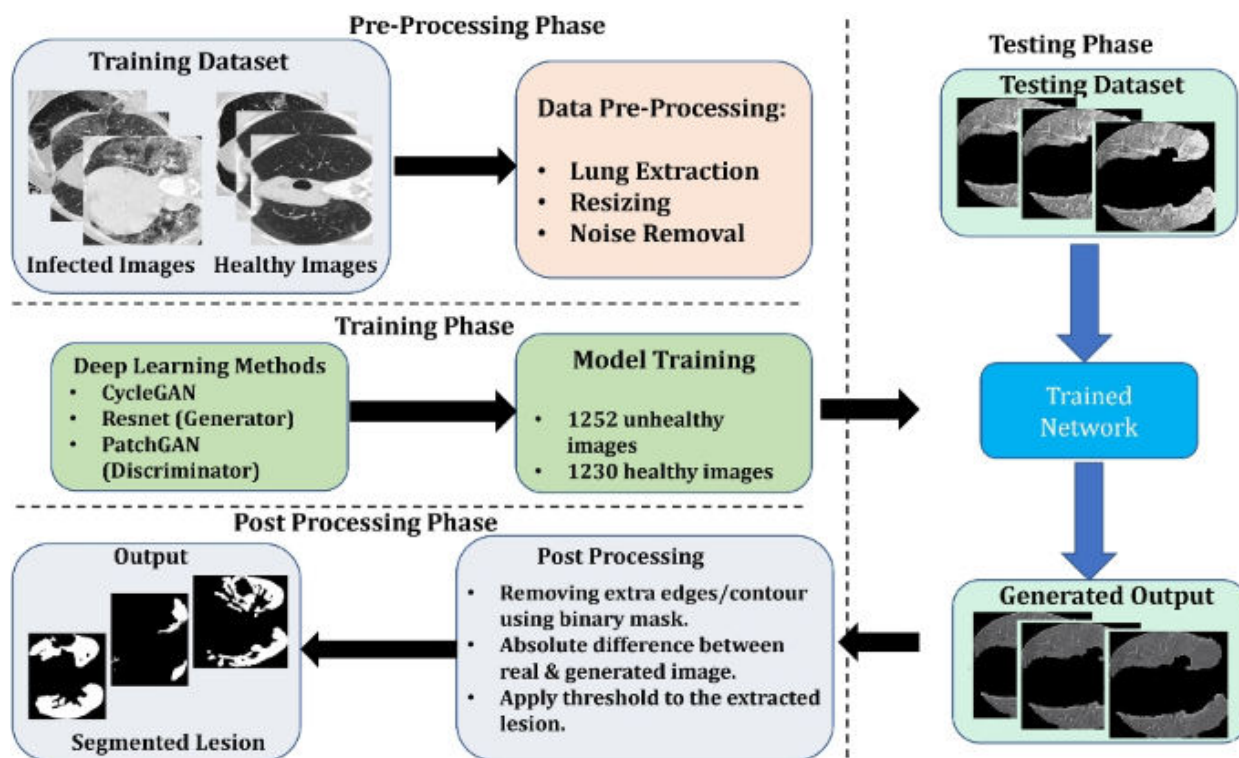 Pre-Processing Phase
Training Dataset
Infected Images
Healthy Images
Data Pre-Processing:
• Lung Extraction
• Resizing
• Noise Removal
Training Phase
Deep Learning Methods
• CycleGAN
• Resnet (Generator)
• PatchGAN
(Discriminator)
Model Training
• 1252 unhealthy
images
• 1230 healthy images
Testing Phase
Testing Dataset
Trained
Network
Generated Output
Post Processing Phase
Post Processing
• Removing extra edges/contour
using binary mask.
• Absolute difference between
real & generated image.
• Apply threshold to the extracted
lesion.
Output
Segmented Lesion